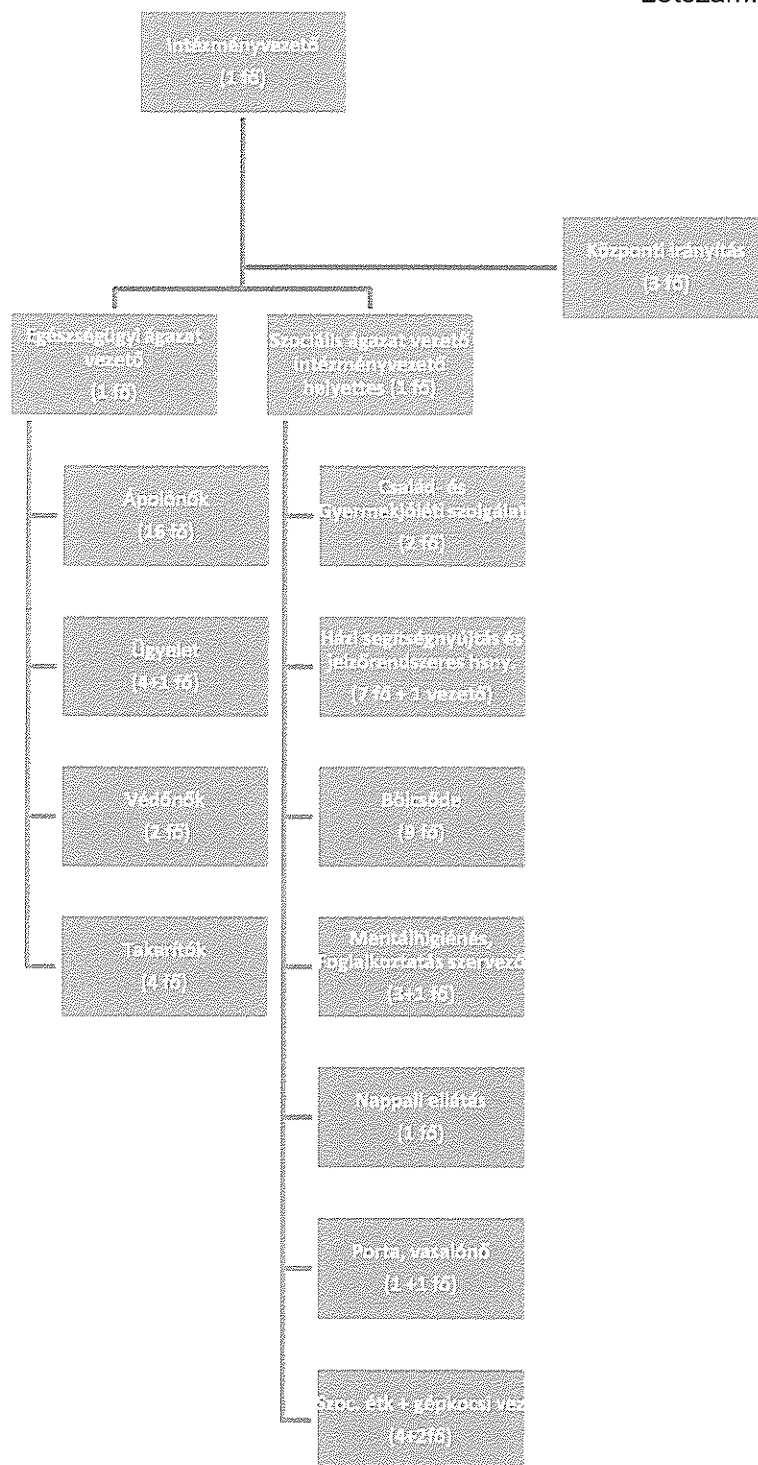 Intézményvezető
(1 fő)
Központi irányítás
(3 fő)
Egészségügyi ágazat
vezető
(1 fő)
Szociális ágazat vezető
intézményvezető
helyettes (1 fő)
Ápolónők
(16 fő)
Család- és
Gyermekjóléti szolgálat
(2 fő)
Ügyelet
(4+1 fő)
Házi segítségnyújtás és
jelzőrendszeres hsny.
(7 fő + 1 vezető)
Védőnők
(2 fő)
Bölcsőde
(9 fő)
Takarítók
(4 fő)
Mentálhigiénés,
Foglalkoztatás szervező
(3+1 fő)
Nappali ellátás
(1 fő)
Porta, vasalónő
(1 +1 fő)
Szoc. étk + gépkocsi vez
(4+2fő)